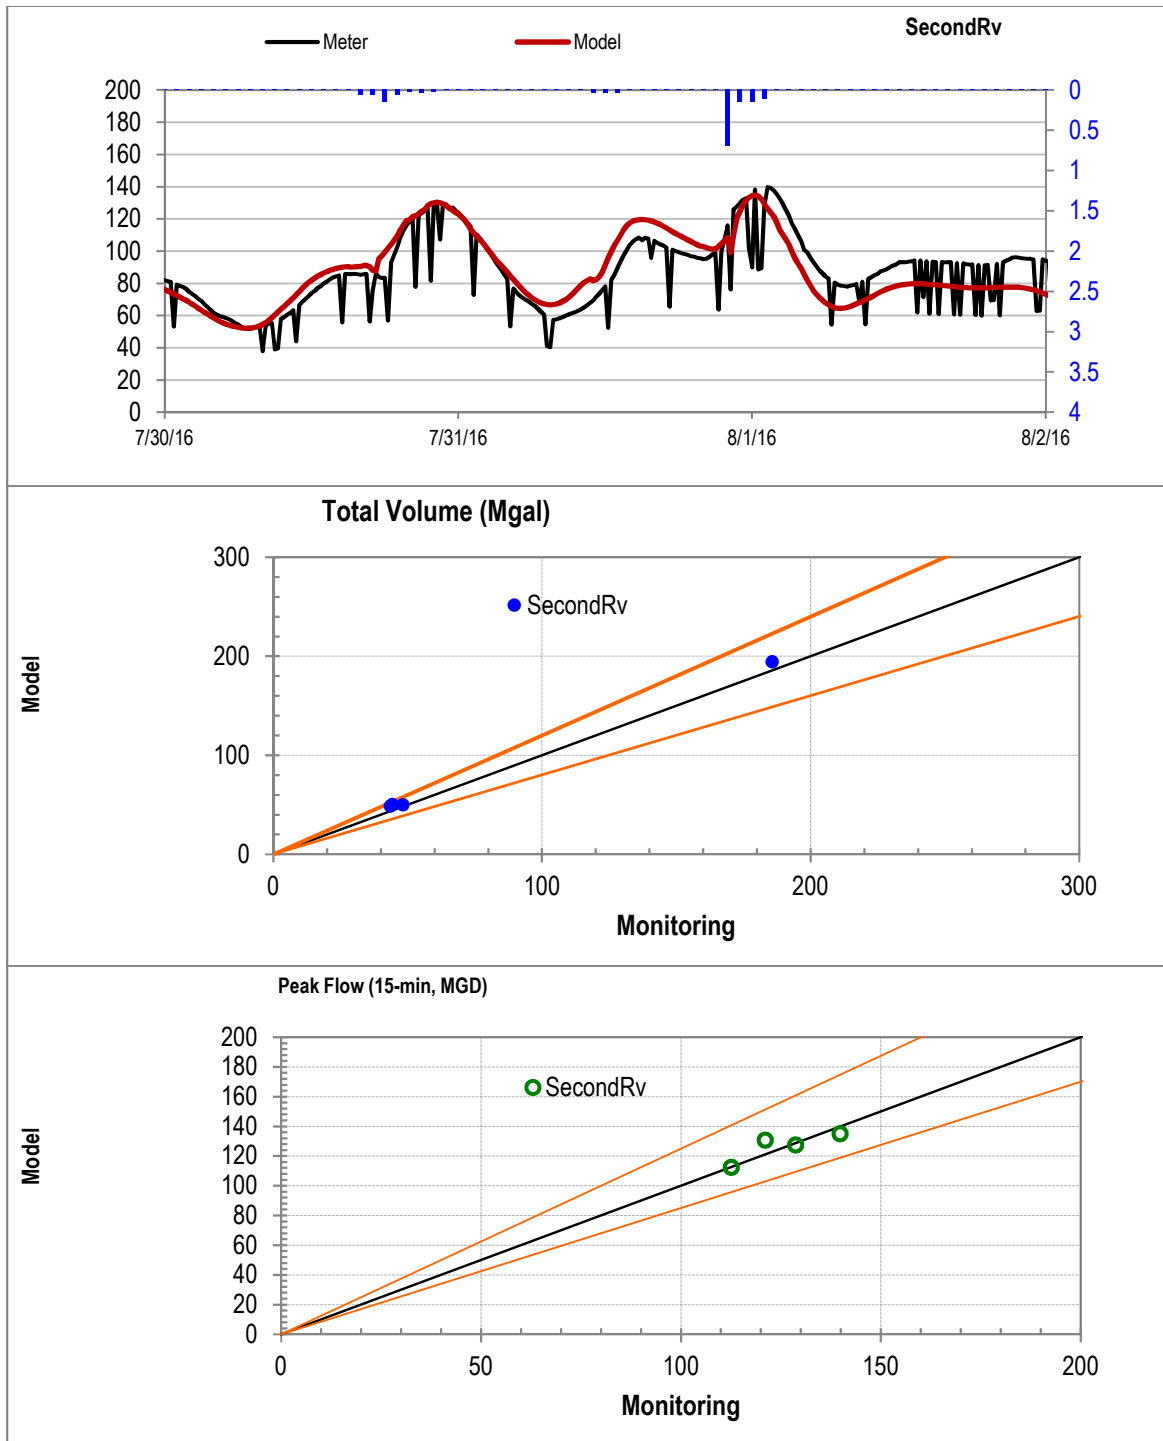 SecondRv
Meter Model
200 0
180
160 0.5
140 1
120 1.5
100 2
80 2.5
60 3
40 3.5
20
0 4
7/30/16 7/31/16 8/1/16 8/2/16
Total Volume (Mgal)
300
SecondRv
200
Model
100
0
0 100 200 300
Monitoring
Peak Flow (15-min, MGD)
200
180
SecondRv
160
140
120
Model
100
80
60
40
20
0
0 50 100 150 200
Monitoring